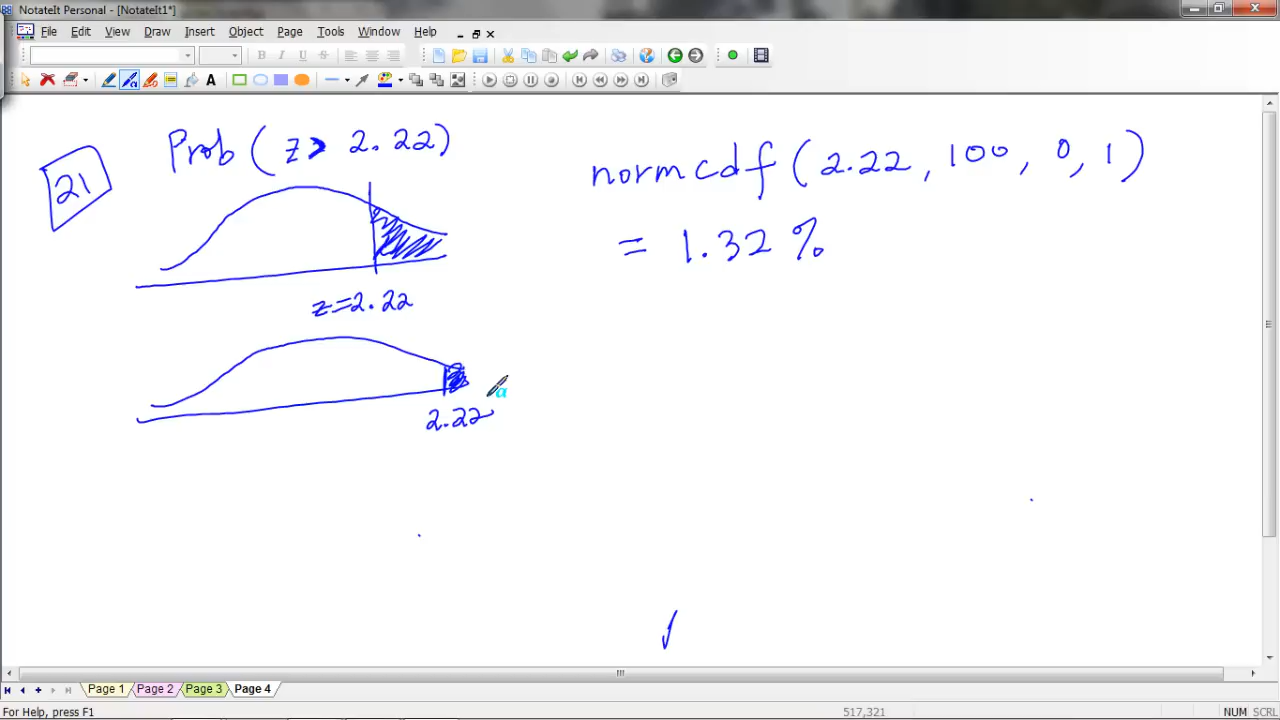 NotateIt Personal - [NotateIt1*]
File Edit View Draw Insert Object Page Tools Window Help
B I U S A
Prob ( z > 2.22)
21
normcdf (2.22, 100, 0, 1)
= 1.32 %
z=2.22
2.22
a
Page 1 Page 2 Page 3 Page 4
For Help, press F1 517,321 NUM SCRL